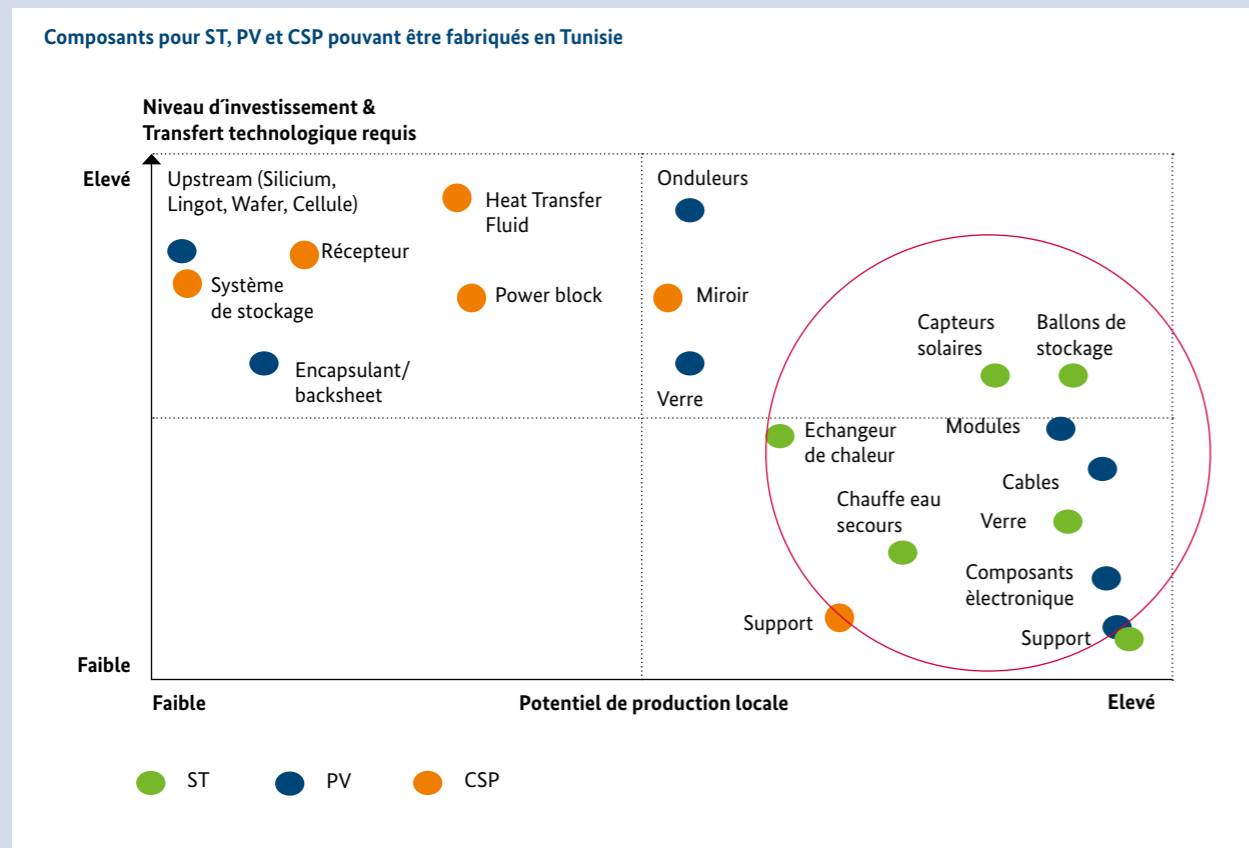 Composants pour ST, PV et CSP pouvant être fabriqués en Tunisie
Niveau d´investissement &
Transfert technologique requis
Elevé
Upstream (Silicium,
Lingot, Wafer, Cellule)
Heat Transfer
Fluid
Onduleurs
Récepteur
Système
de stockage
Power block
Miroir
Capteurs
solaires
Ballons de
stockage
Encapsulant/
backsheet
Verre
Echangeur
de chaleur
Modules
Cables
Chauffe eau
secours
Verre
Composants
èlectronique
Support
Support
Faible
Faible
Potentiel de production locale
Elevé
ST
PV
CSP